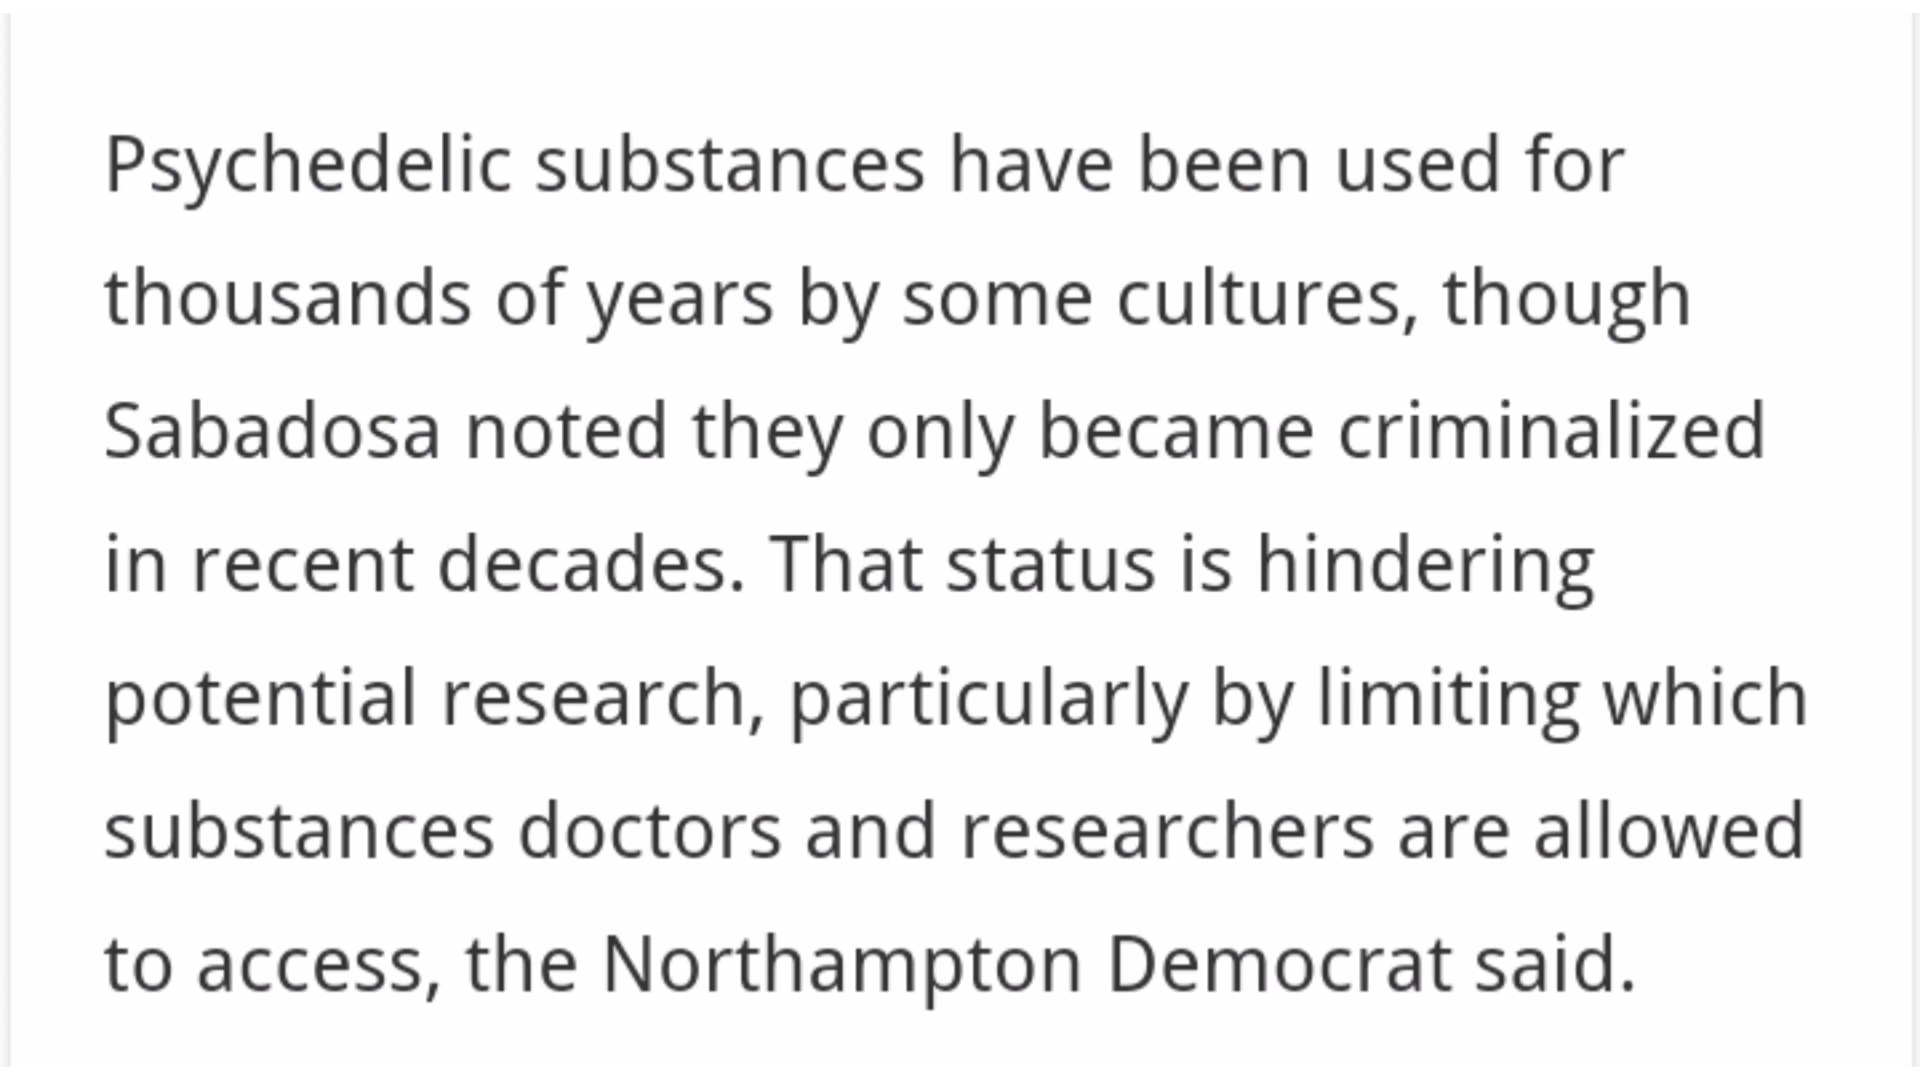 Psychedelic substances have been used for
thousands of years by some cultures, though
Sabadosa noted they only became criminalized
in recent decades. That status is hindering
potential research, particularly by limiting which
substances doctors and researchers are allowed
to access, the Northampton Democrat said.